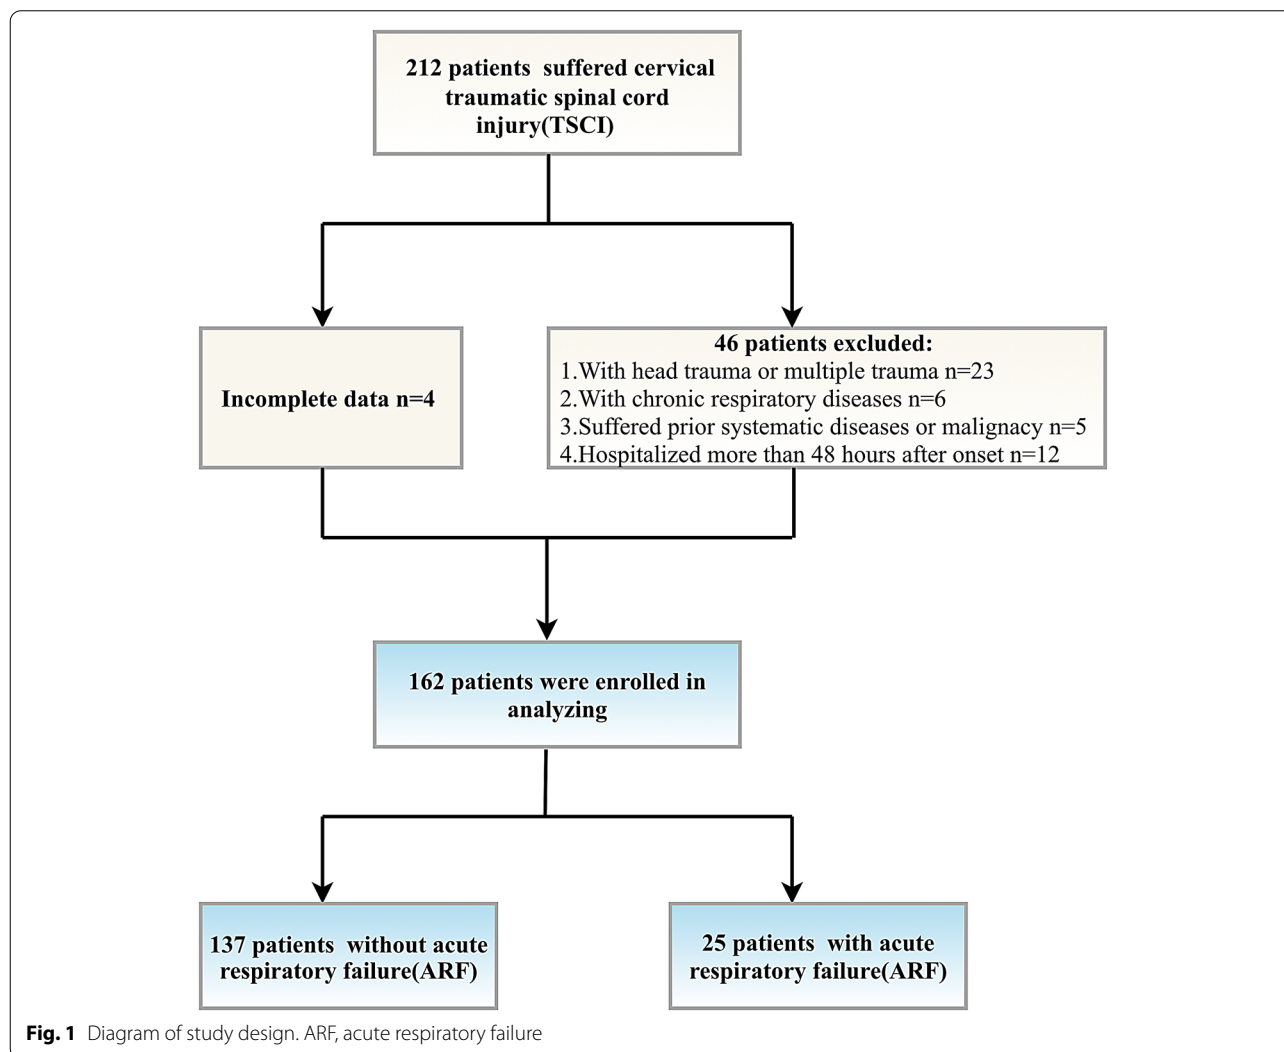 212 patients  suffered cervical
traumatic spinal cord
injury(TSCI)
Incomplete data n=4
46 patients excluded:
1.With head trauma or multiple trauma n=23
2.With chronic respiratory diseases n=6
3.Suffered prior systematic diseases or malignacy n=5
4.Hospitalized more than 48 hours after onset n=12
162 patients were enrolled in
analyzing
137 patients  without acute
respiratory failure(ARF)
25 patients  with acute
respiratory failure(ARF)
Fig. 1  Diagram of study design. ARF, acute respiratory failure